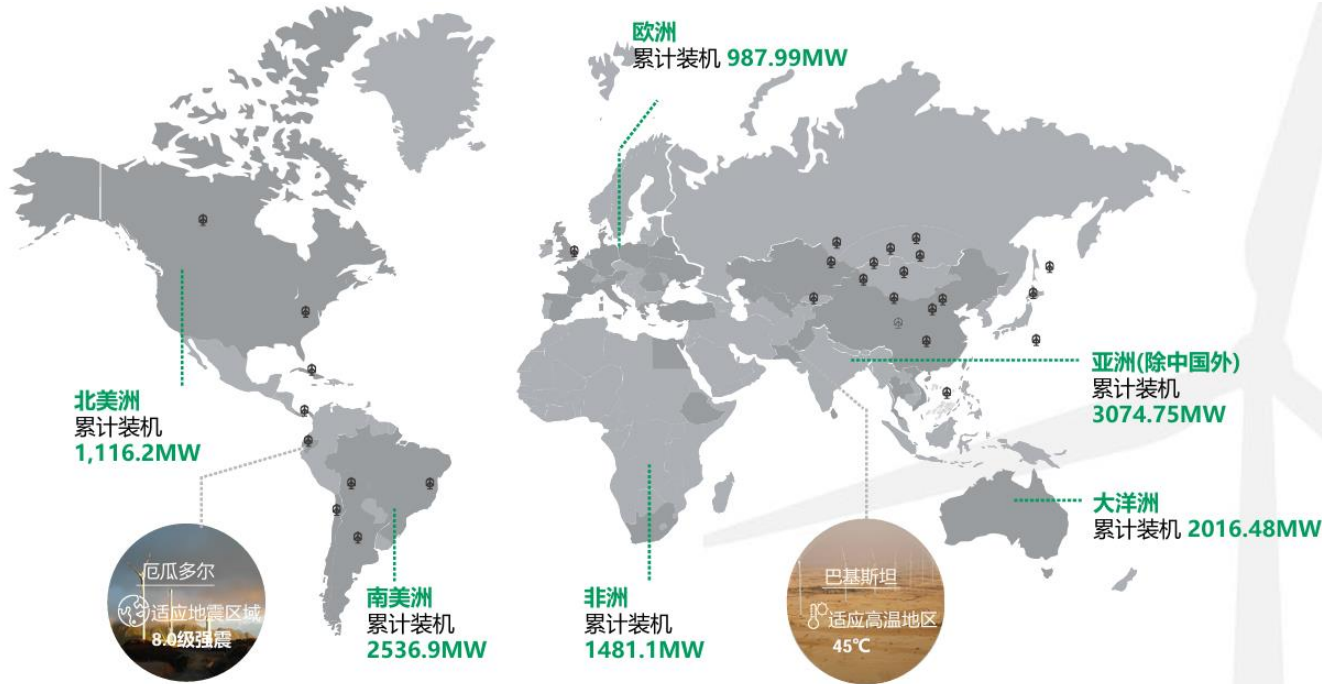 欧洲
累计装机 987.99MW
北美洲
累计装机
1,116.2MW
亚洲(除中国外)
累计装机
3074.75MW
大洋洲
累计装机 2016.48MW
厄瓜多尔
适应地震区域
8.0级强震
南美洲
累计装机
2536.9MW
非洲
累计装机
1481.1MW
巴基斯坦
适应高温地区
45℃